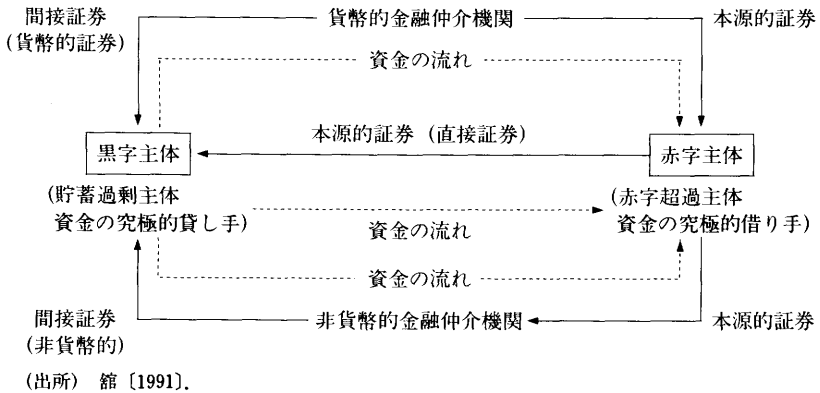 間接証券
(貨幣的証券)
貨幣的金融仲介機関
本源的証券
資金の流れ
黒字主体
本源的証券 (直接証券)
赤字主体
(貯蓄過剰主体
資金の究極的貸し手)
資金の流れ
(赤字超過主体
資金の究極的借り手)
資金の流れ
間接証券
(非貨幣的)
非貨幣的金融仲介機関
本源的証券
(出所) 舘〔1991〕.